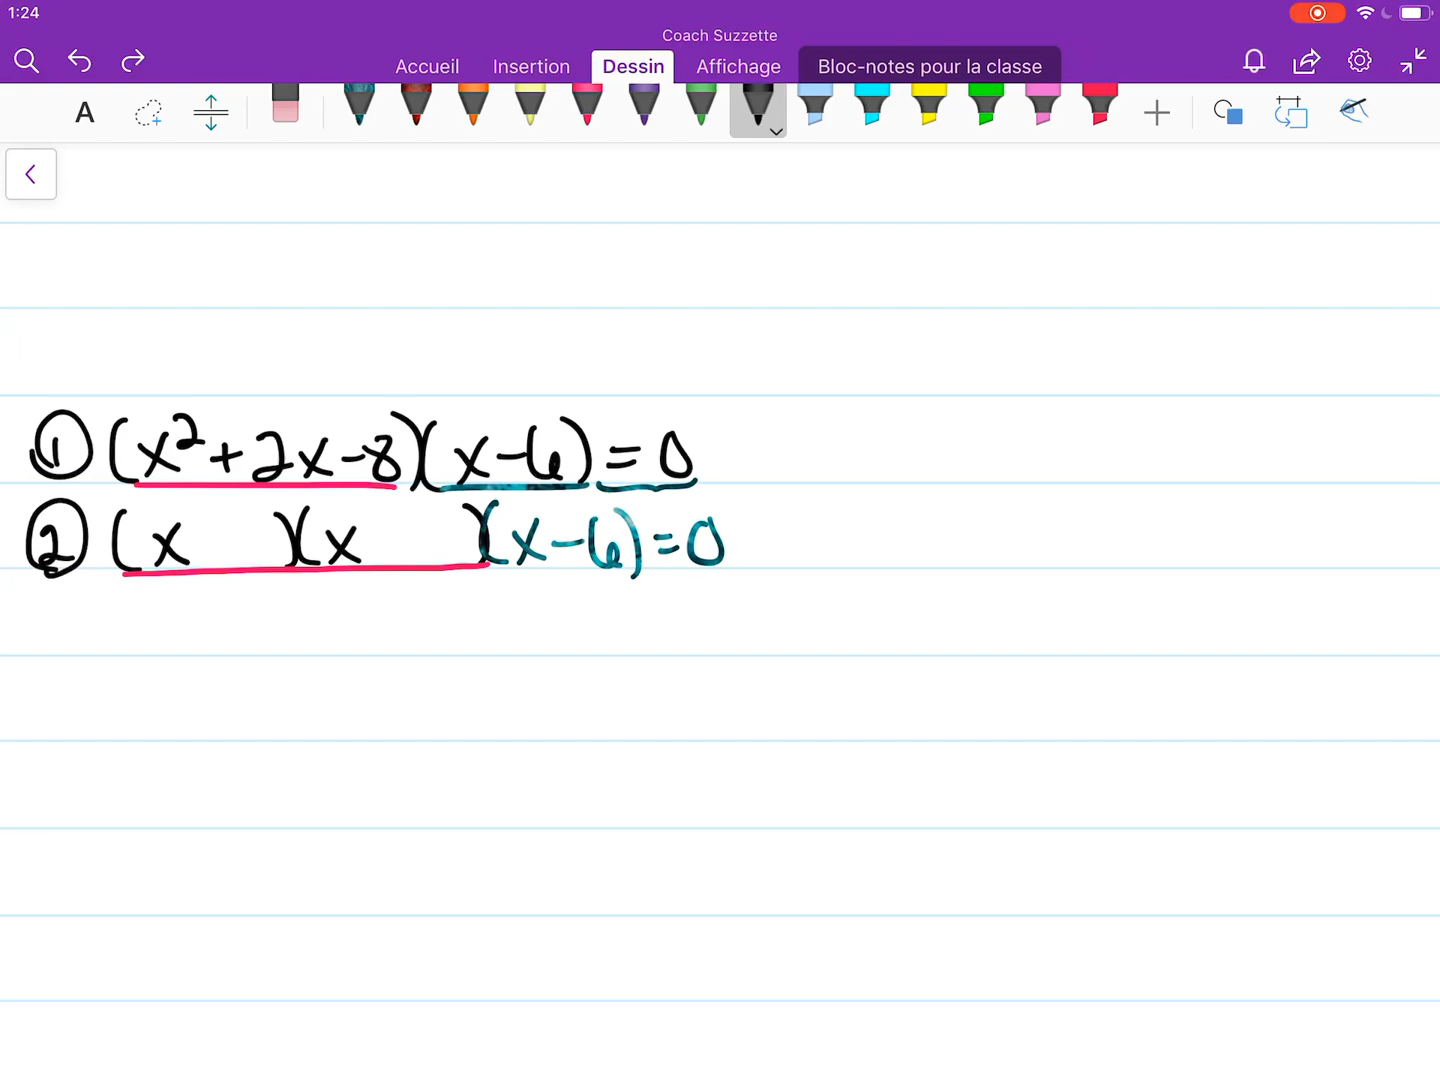 1:24
Coach Suzzette
Accueil Insertion Dessin Affichage Bloc-notes pour la classe
A
① (x²+2x-8)(x-6)=0
② (x )(x )(x-6)=0